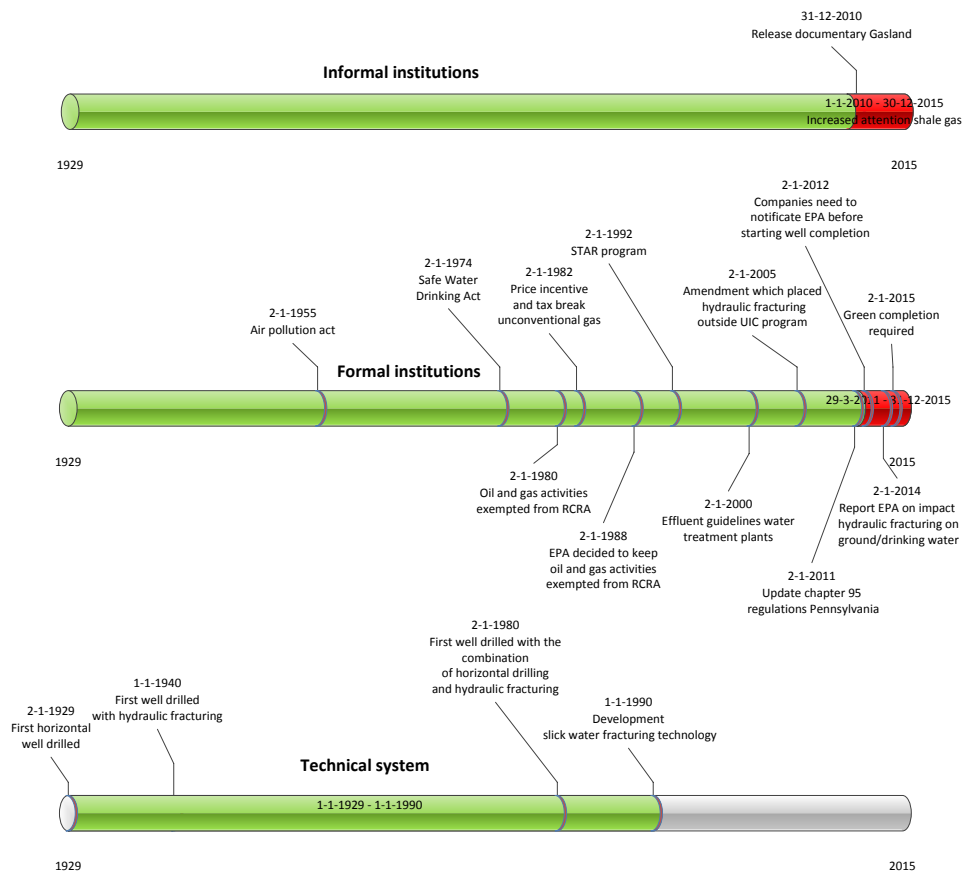 31-12-2010
Release documentary Gasland
Informal institutions
1-1-2010 - 30-12-2015
Increased attention shale gas
1929
2015
2-1-2012
Companies need to
notificate EPA before
starting well completion
2-1-1992
STAR program
2-1-1974
Safe Water
Drinking Act
2-1-1982
Price incentive
and tax break
unconventional gas
2-1-2005
Amendment which placed
hydraulic fracturing
outside UIC program
2-1-2015
Green completion
required
2-1-1955
Air pollution act
Formal institutions
29-3-2011 - 31-12-2015
1929
2015
2-1-1980
Oil and gas activities
exempted from RCRA
2-1-2000
Effluent guidelines water
treatment plants
2-1-2014
Report EPA on impact
hydraulic fracturing on
ground/drinking water
2-1-1988
EPA decided to keep
oil and gas activities
exempted from RCRA
2-1-2011
Update chapter 95
regulations Pennsylvania
2-1-1980
First well drilled with the
combination
of horizontal drilling
and hydraulic fracturing
1-1-1940
First well drilled
with hydraulic fracturing
2-1-1929
First horizontal
well drilled
1-1-1990
Development
slick water fracturing technology
Technical system
1-1-1929 - 1-1-1990
1929
2015